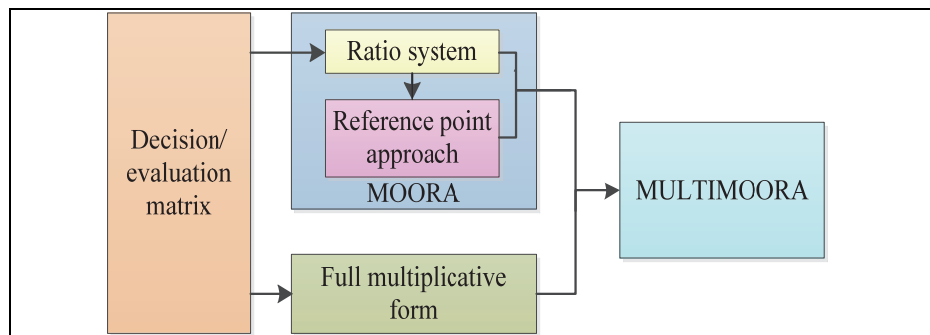 Decision/
evaluation
matrix
Ratio system
Reference point
approach
MOORA
Full multiplicative
form
MULTIMOORA